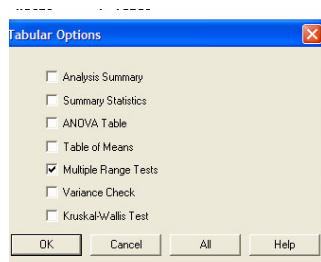 Tabular Options
Analysis Summary
Summary Statistics
ANOVA Table
Table of Means
Multiple Range Tests
Variance Check
Kruskal-Wallis Test
OK Cancel All Help